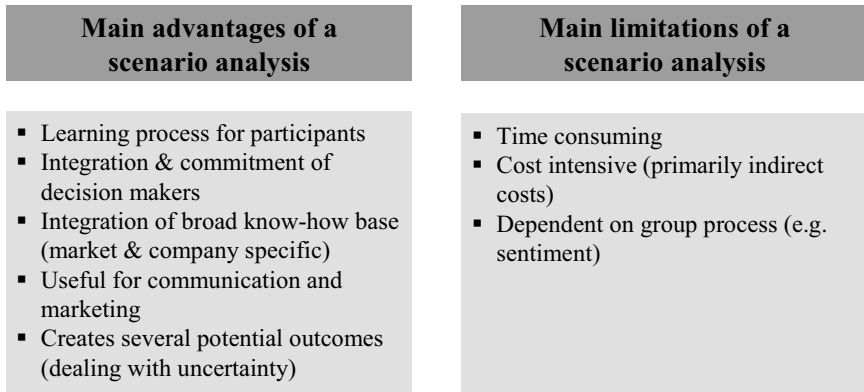 Main advantages of a
scenario analysis
▪ Learning process for participants
▪ Integration & commitment of
decision makers
▪ Integration of broad know-how base
(market & company specific)
▪ Useful for communication and
marketing
▪ Creates several potential outcomes
(dealing with uncertainty)
Main limitations of a
scenario analysis
▪ Time consuming
▪ Cost intensive (primarily indirect
costs)
▪ Dependent on group process (e.g.
sentiment)